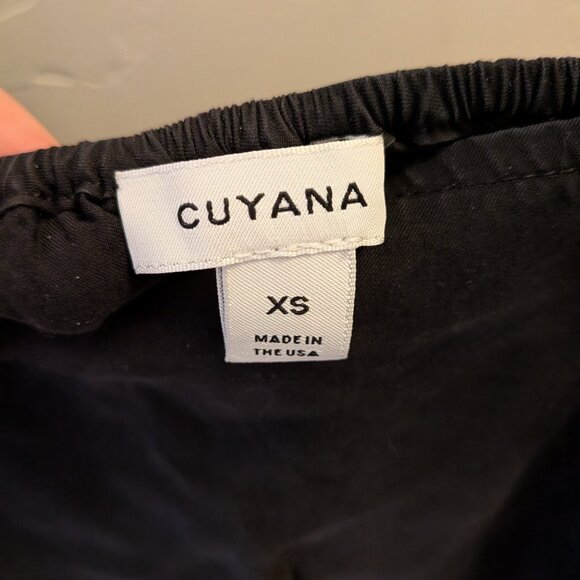 CUYANA
XS
MADE IN
THE USA